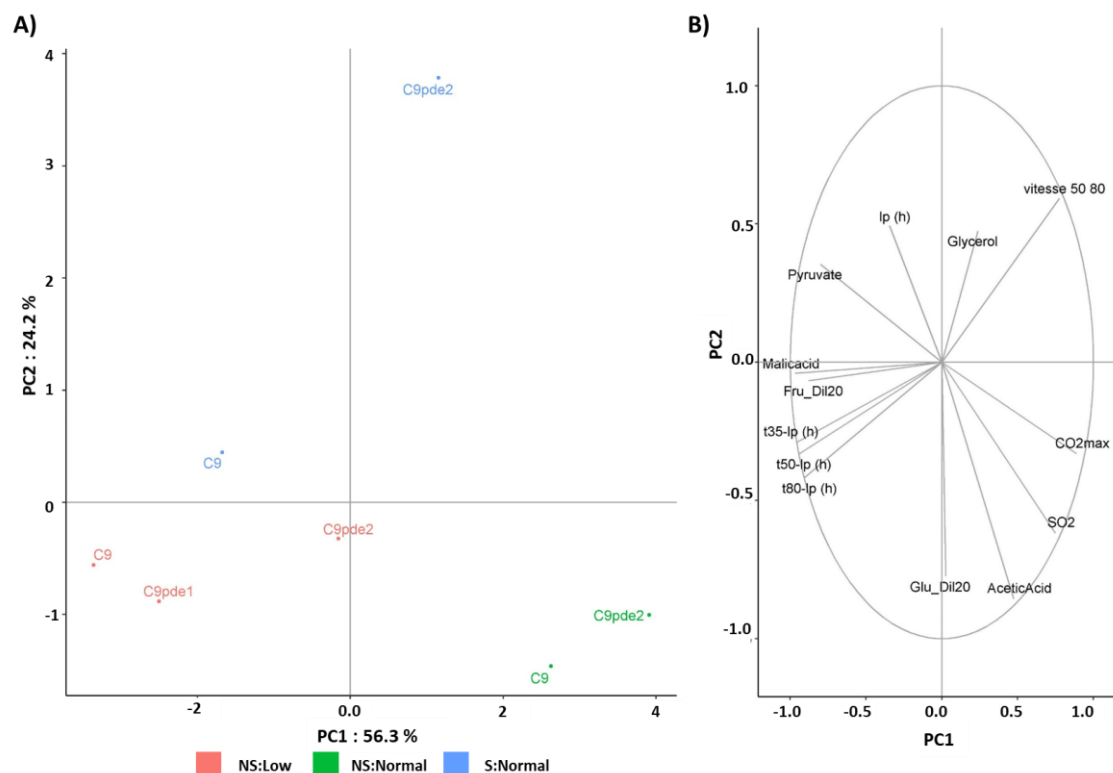 A)
B)
4
3
2
1
0
-1
PC2 : 24.2 %
C9pde2
C9
C9pde2
C9
C9pde1
C9pde2
C9
-2
0.0
2
4
PC1 : 56.3 %
NS:Low
NS:Normal
S:Normal
1.0
0.5
0.0
-0.5
-1.0
PC2
vitesse 50 80
lp (h)
Glycerol
Pyruvate
Malicacid
Fru_Dil20
t35-lp (h)
t50-lp (h)
t80-lp (h)
CO2max
SO2
Glu_Dil20
AceticAcid
-1.0
-0.5
0.0
0.5
1.0
PC1